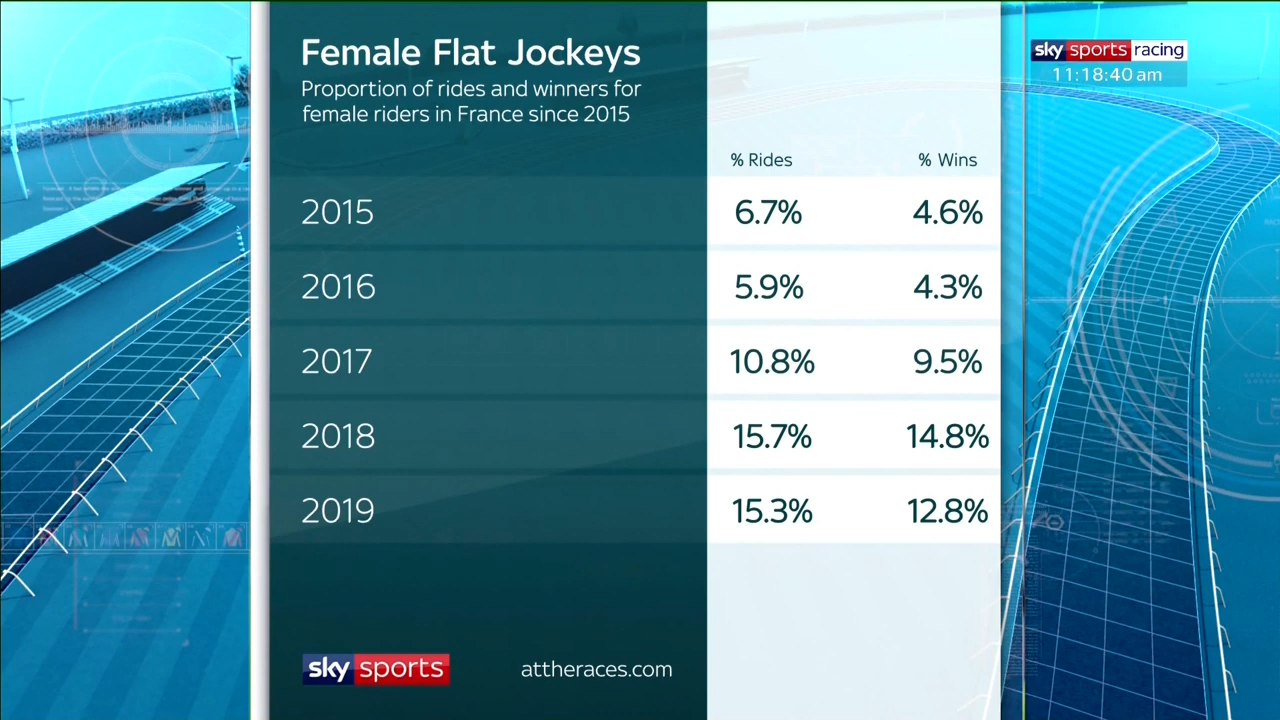 Female Flat Jockeys
Proportion of rides and winners for
female riders in France since 2015
sky sports racing
11:18:40 am
% Rides % Wins
2015 6.7% 4.6%
2016 5.9% 4.3%
2017 10.8% 9.5%
2018 15.7% 14.8%
2019 15.3% 12.8%
sky sports attheraces.com